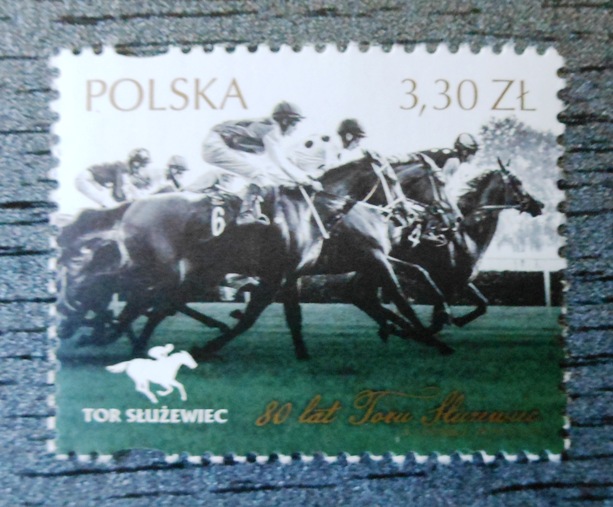 POLSKA 3,30 ZŁ
6
4
TOR SŁUŻEWIEC
80 lat Toru Służewiec